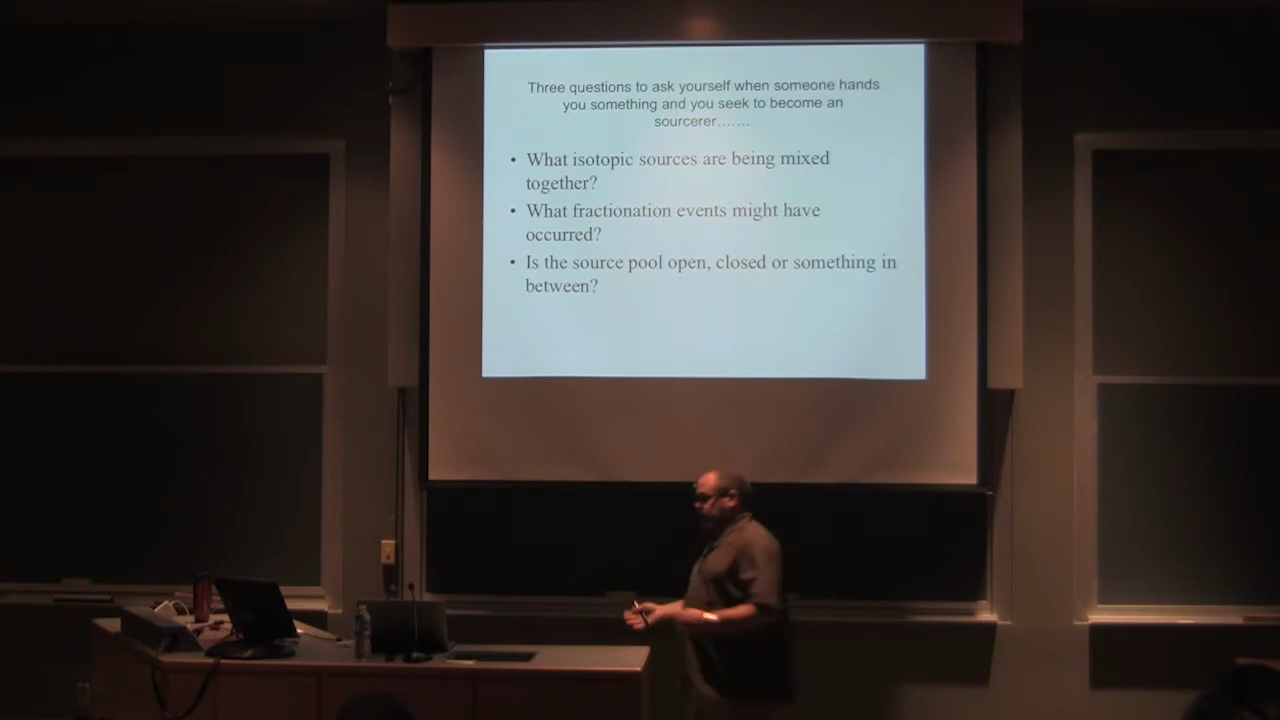 Three questions to ask yourself when someone hands
you something and you seek to become an
sourcerer.......
• What isotopic sources are being mixed
together?
• What fractionation events might have
occurred?
• Is the source pool open, closed or something in
between?